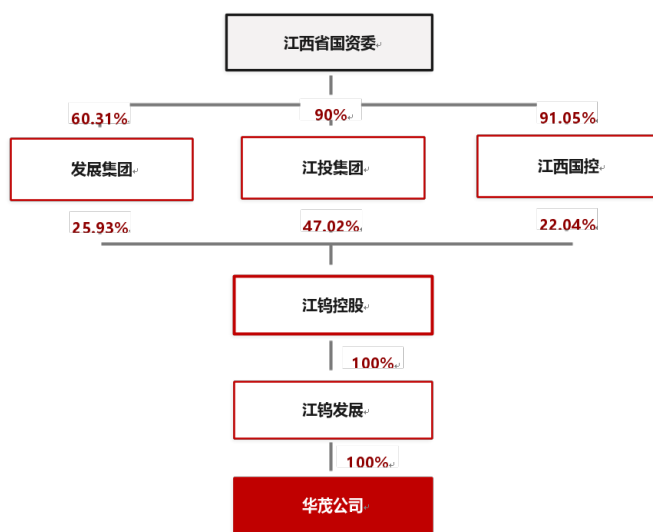 江西省国资委
60.31%
90%
91.05%
发展集团
江投集团
江西国控
25.93%
47.02%
22.04%
江钨控股
100%
江钨发展
100%
华茂公司